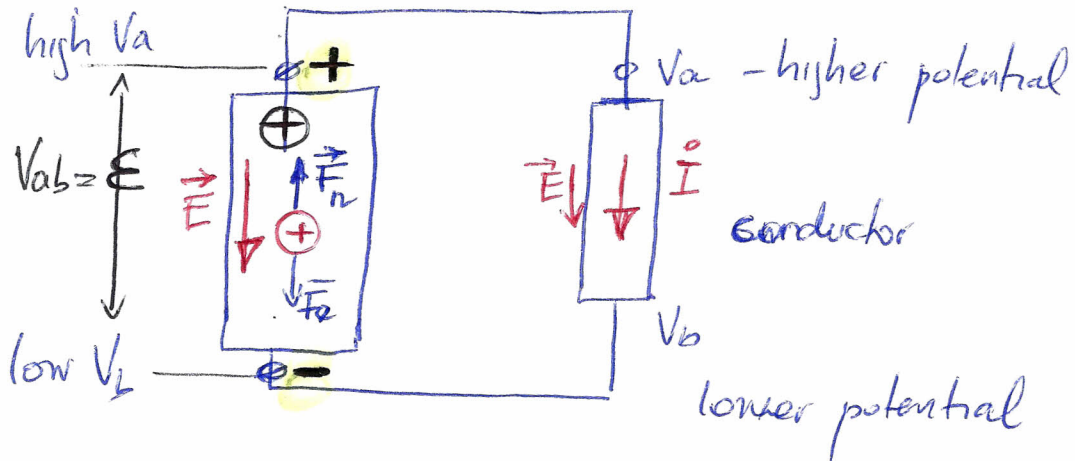 high Va
+
Va - higher potential
+
Vab = ε
E
Fn
E
I
+
conductor
Fe
Vb
low Vb
−
lower potential